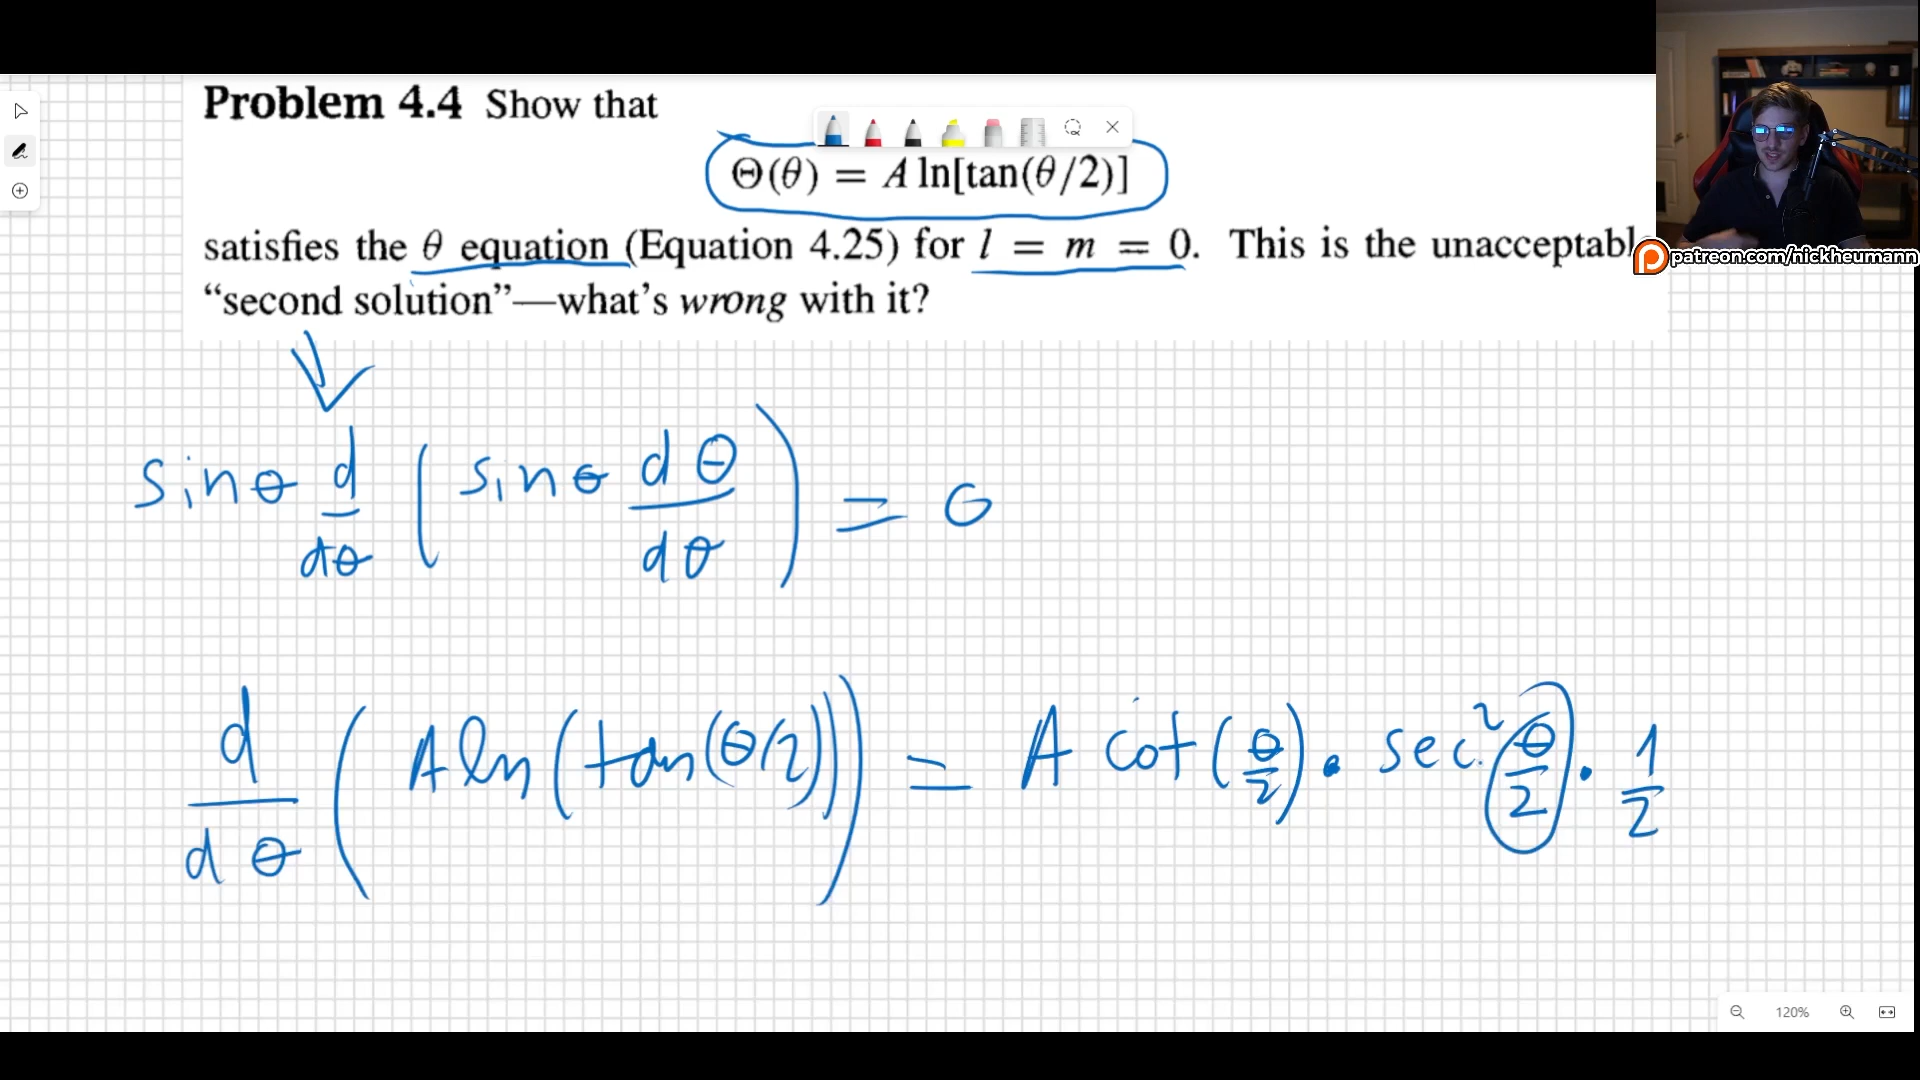 Problem 4.4 Show that
Θ(θ) = A ln[tan(θ/2)]
satisfies the θ equation (Equation 4.25) for l = m = 0. This is the unacceptabl
patreon.com/nickheumann
“second solution”—what’s wrong with it?
sinθ d/dθ (sinθ dΘ/dθ) = 0
d/dθ (A ln(tan(θ/2))) = A cot(θ/2) · sec²(θ/2) · 1/2
120%